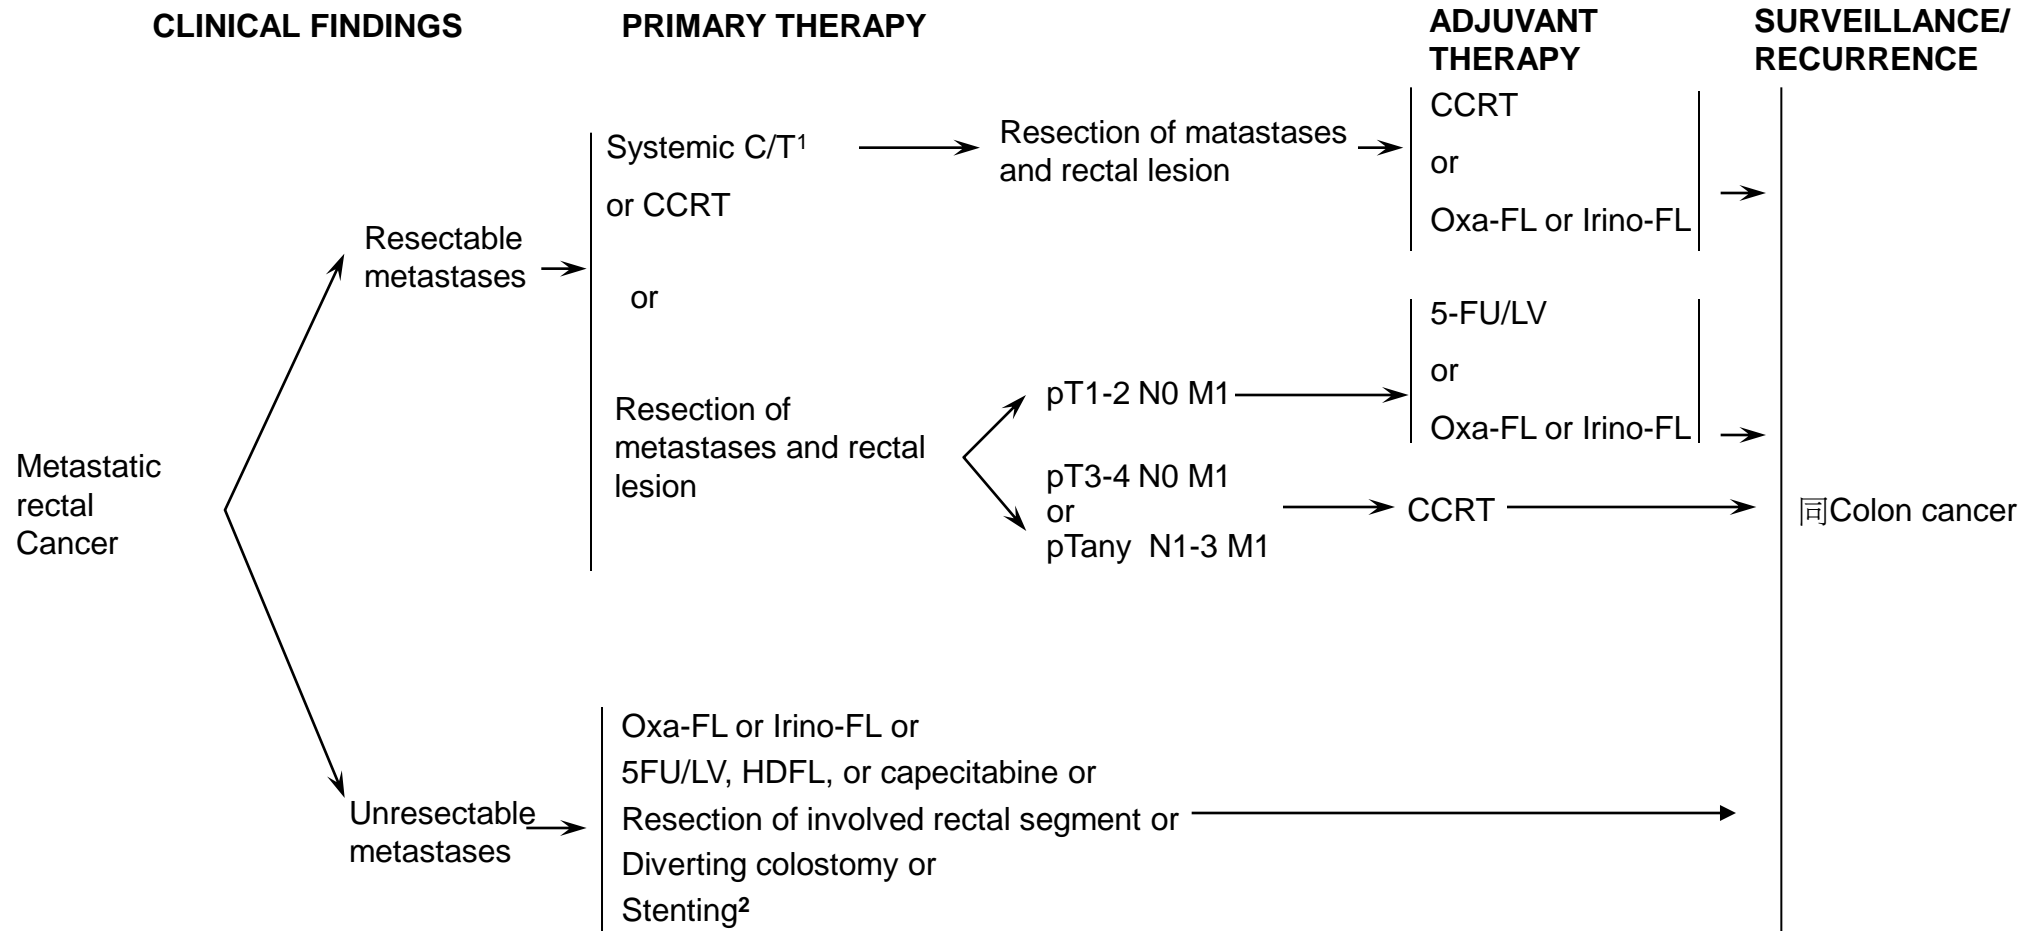 CLINICAL FINDINGS
PRIMARY THERAPY
ADJUVANT
THERAPY
SURVEILLANCE/
RECURRENCE
Metastatic
rectal
Cancer
Resectable
metastases
Systemic C/T¹
or CCRT
or
Resection of
metastases and rectal
lesion
Resection of matastases
and rectal lesion
CCRT
or
Oxa-FL or Irino-FL
pT1-2 N0 M1
5-FU/LV
or
Oxa-FL or Irino-FL
pT3-4 N0 M1
or
pTany N1-3 M1
CCRT
同Colon cancer
Unresectable
metastases
Oxa-FL or Irino-FL or
5FU/LV, HDFL, or capecitabine or
Resection of involved rectal segment or
Diverting colostomy or
Stenting²